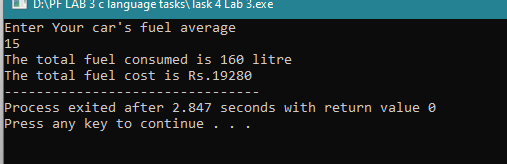 D:\PF LAB 3 c language tasks\Task 4 Lab 3.exe
Enter Your car's fuel average
15
The total fuel consumed is 160 litre
The total fuel cost is Rs.19280
--------------------------------
Process exited after 2.847 seconds with return value 0
Press any key to continue . . .